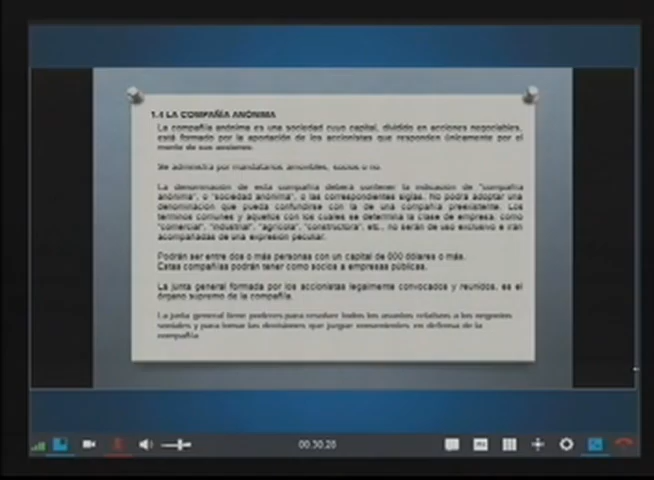 1.4 LA COMPAÑÍA ANÓNIMA
La compañía anónima es una sociedad cuyo capital, dividido en acciones negociables,
está formado por la aportación de los accionistas que responden únicamente por el
monto de sus acciones.
Se administra por mandatarios amovibles, socios o no.
La denominación de esta compañía deberá contener la indicación de "compañía
anónima", o "sociedad anónima", o las correspondientes siglas. No podrá adoptar una
denominación que pueda confundirse con la de una compañía preexistente. Los
términos comunes y aquellos con los cuales se determina la clase de empresa, como
"comercial", "industrial", "agrícola", "constructora", etc., no serán de uso exclusivo e irán
acompañadas de una expresión peculiar.
Podrán ser entre dos o más personas con un capital de 800 dólares o más.
Estas compañías podrán tener como socios a empresas públicas.
La junta general formada por los accionistas legalmente convocados y reunidos, es el
órgano supremo de la compañía.
La junta general tiene poderes para resolver todos los asuntos relativos a los negocios
sociales y para tomar las decisiones que juzgue convenientes en defensa de la
compañía
00:30:28